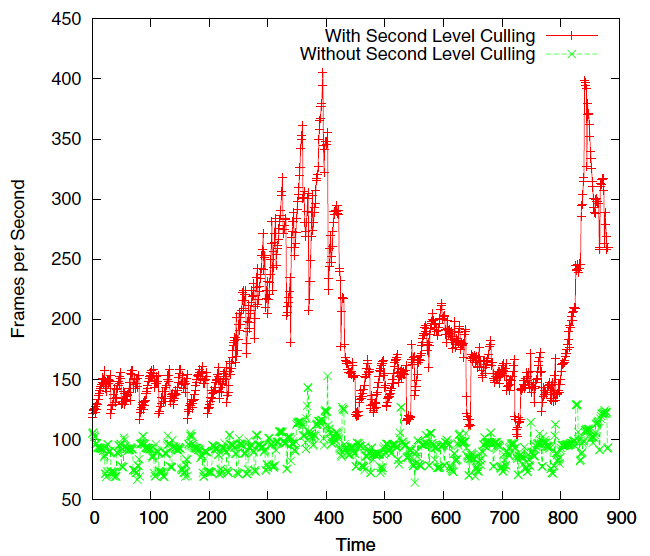 450
400
350
300
250
200
150
100
50
With Second Level Culling
Without Second Level Culling
Frames per Second
0 100 200 300 400 500 600 700 800 900
Time